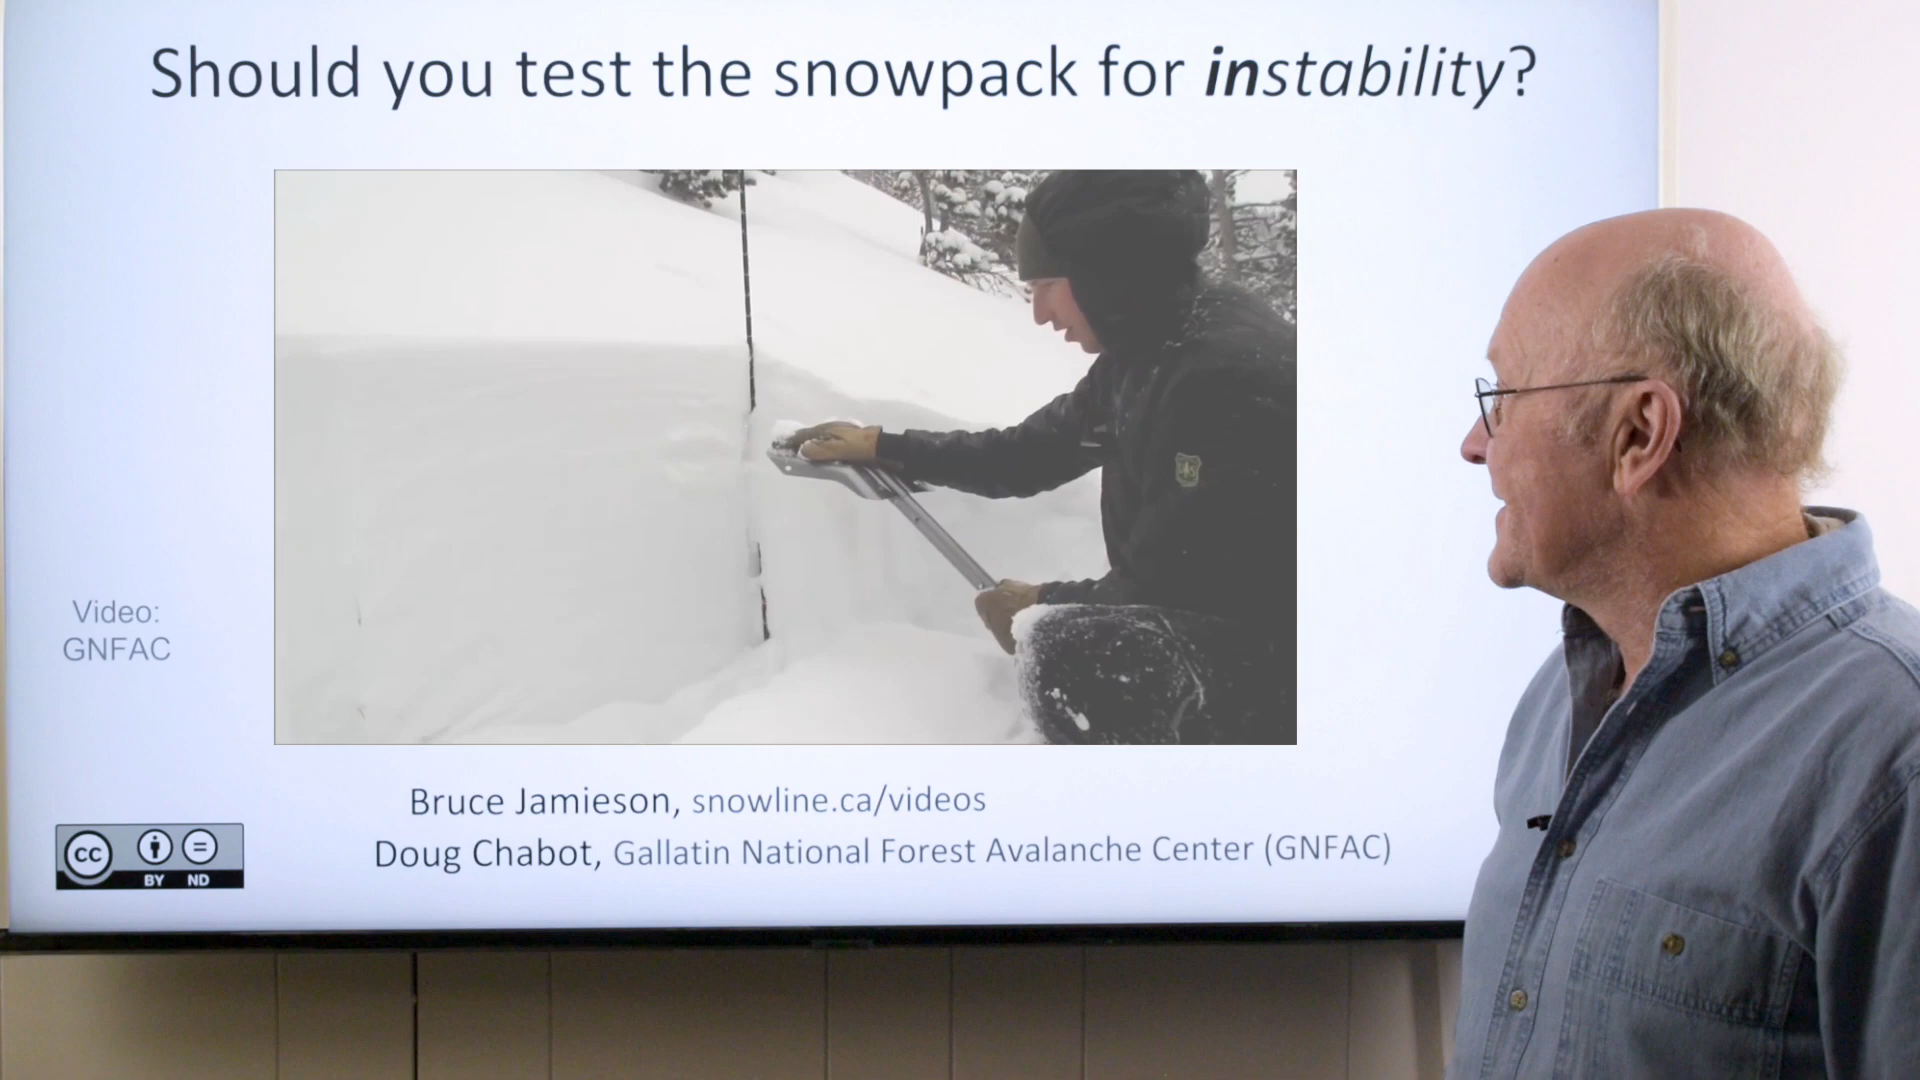 Should you test the snowpack for instability?
Video:
GNFAC
Bruce Jamieson, snowline.ca/videos
Doug Chabot, Gallatin National Forest Avalanche Center (GNFAC)
cc
BY ND